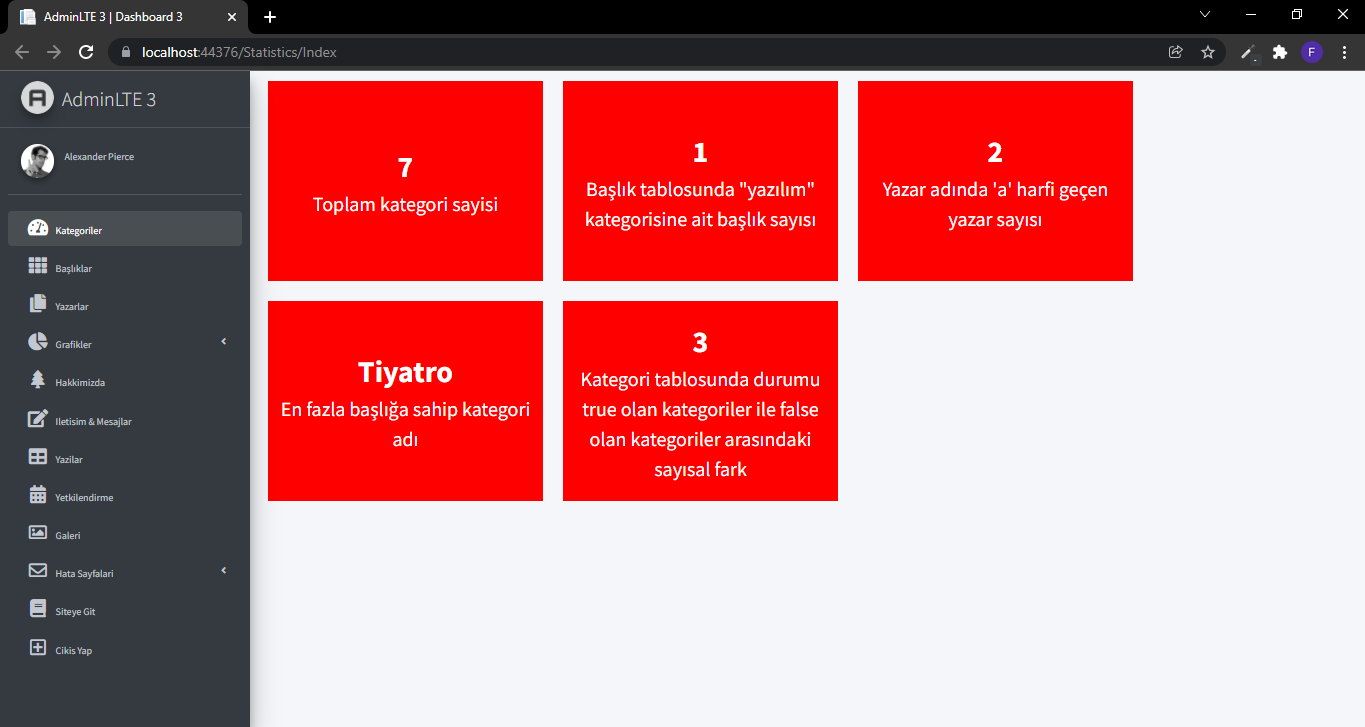 AdminLTE 3 | Dashboard 3
localhost:44376/Statistics/Index
F
AdminLTE 3
Alexander Pierce
Kategoriler
Başlıklar
Yazarlar
Grafikler
Hakkimizda
Iletisim & Mesajlar
Yazilar
Yetkilendirme
Galeri
Hata Sayfalari
Siteye Git
Cikis Yap
7
Toplam kategori sayisi
1
Başlık tablosunda "yazılım"
kategorisine ait başlık sayısı
2
Yazar adında 'a' harfi geçen
yazar sayısı
Tiyatro
En fazla başlığa sahip kategori
adı
3
Kategori tablosunda durumu
true olan kategoriler ile false
olan kategoriler arasındaki
sayısal fark